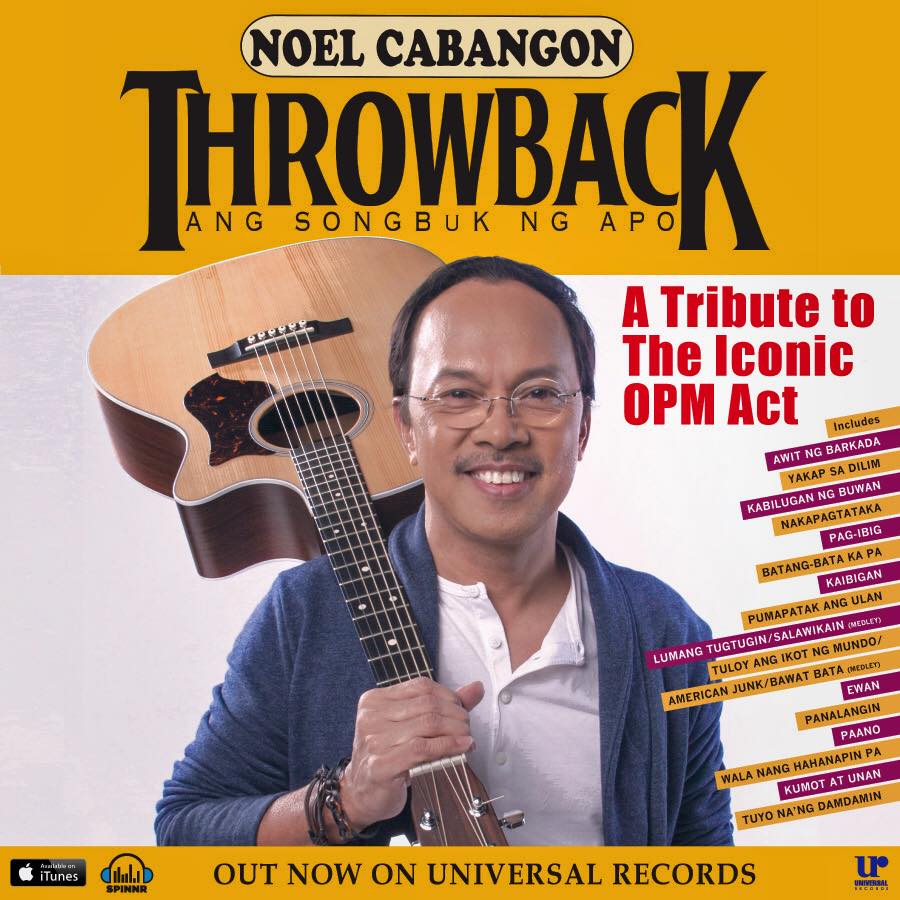 NOEL CABANGON
THROWBACK
ANG SONGBuK NG APO
A Tribute to
The Iconic
OPM Act
Includes
AWIT NG BARKADA
YAKAP SA DILIM
KABILUGAN NG BUWAN
NAKAPAGTATAKA
PAG-IBIG
BATANG-BATA KA PA
KAIBIGAN
PUMAPATAK ANG ULAN
LUMANG TUGTUGIN/SALAWIKAIN (MEDLEY)
TULOY ANG IKOT NG MUNDO/
AMERICAN JUNK/BAWAT BATA (MEDLEY)
EWAN
PANALANGIN
PAANO
WALA NANG HAHANAPIN PA
KUMOT AT UNAN
TUYO NA'NG DAMDAMIN
Available on
iTunes
SPINNR
OUT NOW ON UNIVERSAL RECORDS
ur
UNIVERSAL
RECORDS